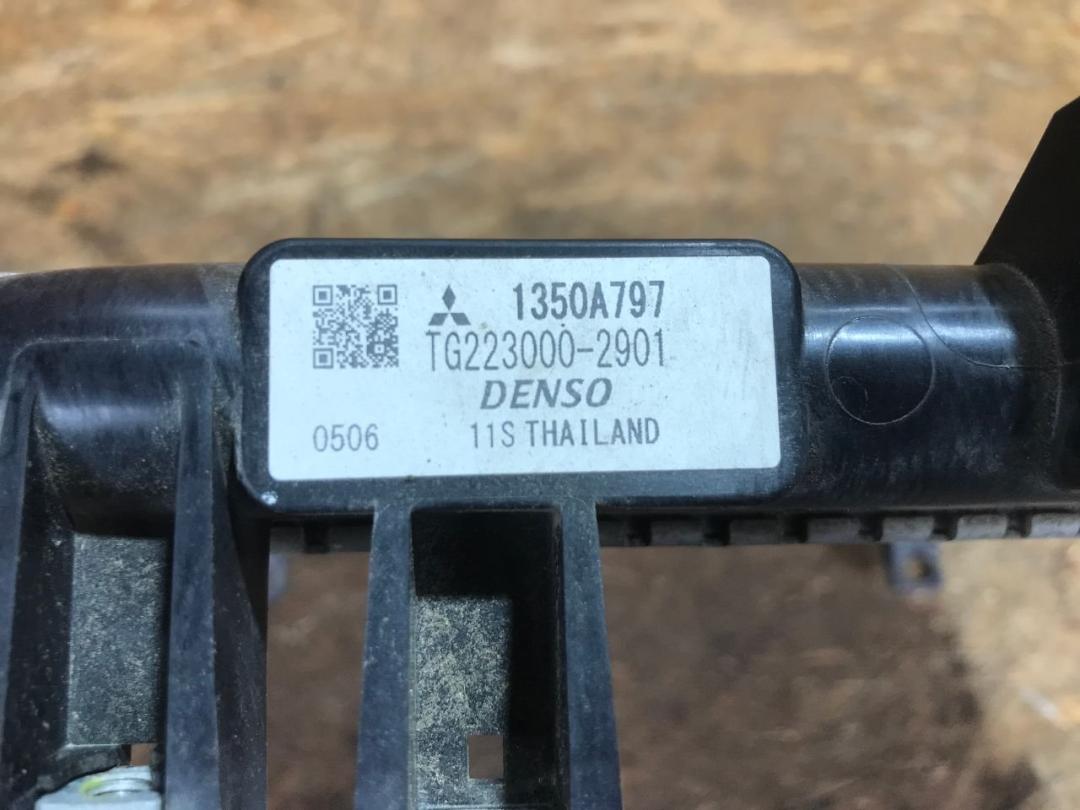 1350A797
TG223000-2901
DENSO
0506 11S THAILAND